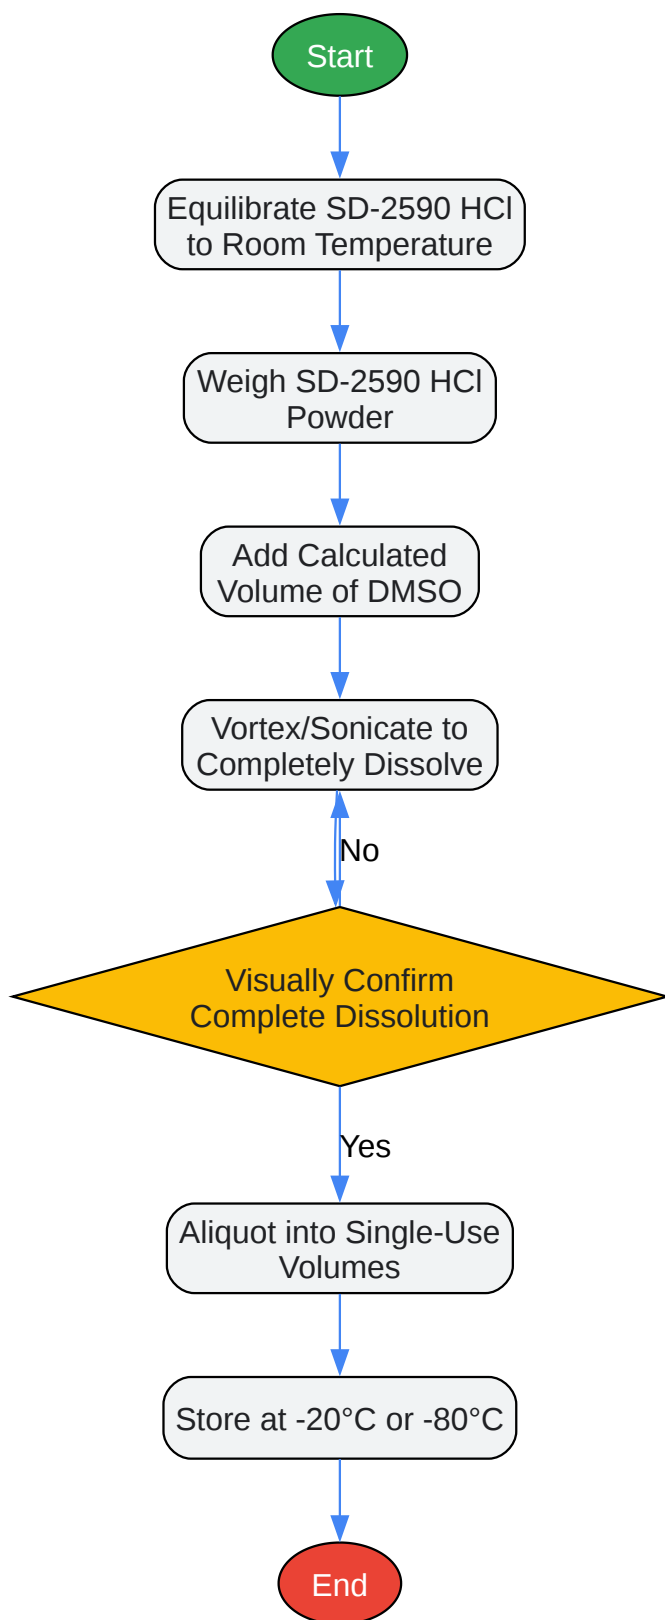 Start
Equilibrate SD-2590 HCl
to Room Temperature
Weigh SD-2590 HCl
Powder
Add Calculated
Volume of DMSO
Vortex/Sonicate to
Completely Dissolve
No
Visually Confirm
Complete Dissolution
Yes
Aliquot into Single-Use
Volumes
Store at -20°C or -80°C
End